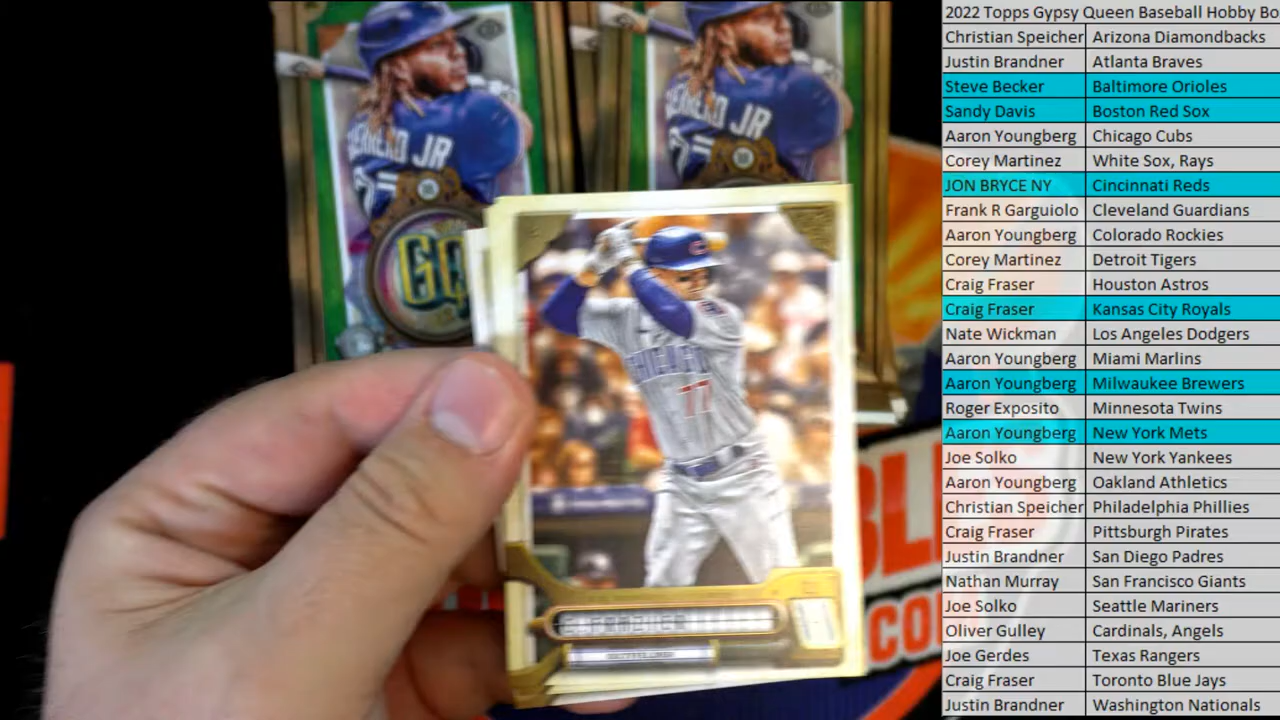 2022 Topps Gypsy Queen Baseball Hobby Bo
Christian Speicher Arizona Diamondbacks
Justin Brandner Atlanta Braves
Steve Becker Baltimore Orioles
Sandy Davis Boston Red Sox
Aaron Youngberg Chicago Cubs
Corey Martinez White Sox, Rays
JON BRYCE NY Cincinnati Reds
Frank R Garguiolo Cleveland Guardians
Aaron Youngberg Colorado Rockies
Corey Martinez Detroit Tigers
Craig Fraser Houston Astros
Craig Fraser Kansas City Royals
Nate Wickman Los Angeles Dodgers
Aaron Youngberg Miami Marlins
Aaron Youngberg Milwaukee Brewers
Roger Exposito Minnesota Twins
Aaron Youngberg New York Mets
Joe Solko New York Yankees
Aaron Youngberg Oakland Athletics
Christian Speicher Philadelphia Phillies
Craig Fraser Pittsburgh Pirates
Justin Brandner San Diego Padres
Nathan Murray San Francisco Giants
Joe Solko Seattle Mariners
Oliver Gulley Cardinals, Angels
Joe Gerdes Texas Rangers
Craig Fraser Toronto Blue Jays
Justin Brandner Washington Nationals
JR
JR
CHICAGO
77